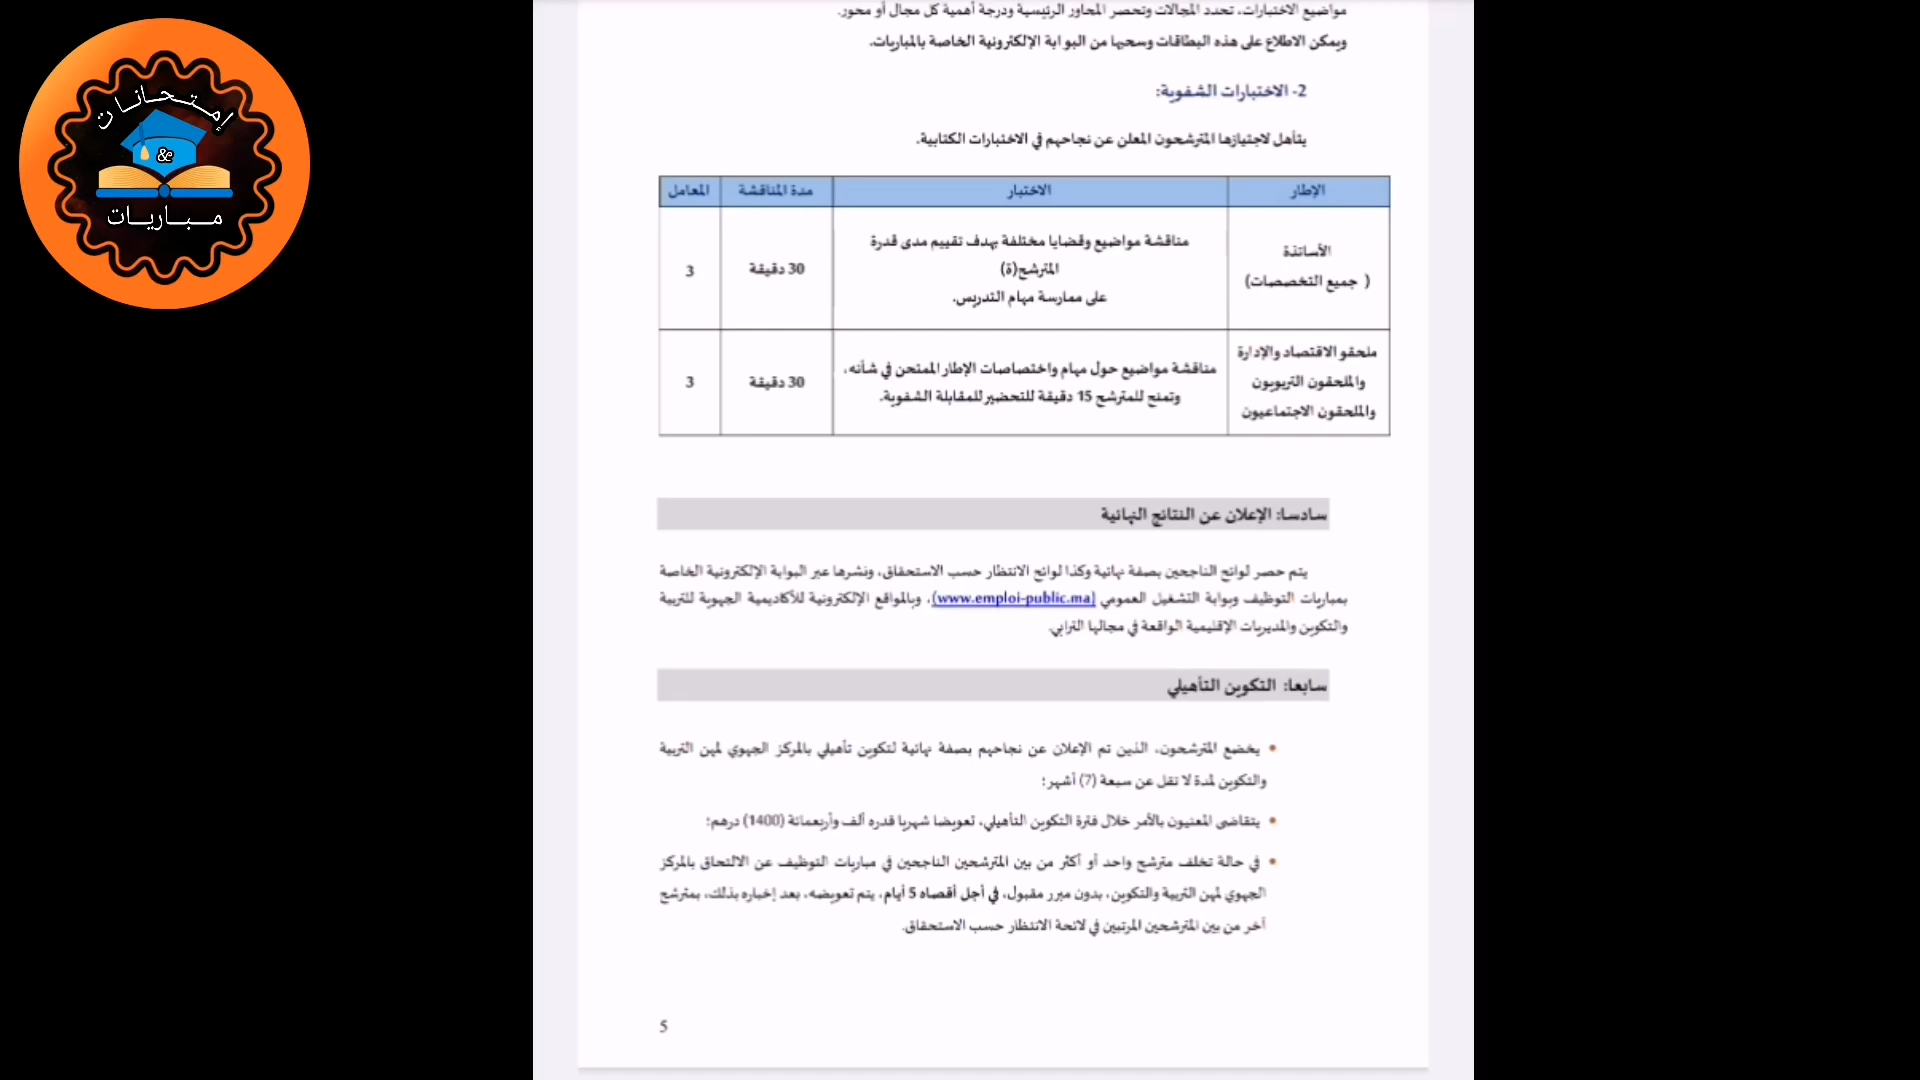 إمتحانات
&
مباريات
مواضيع الاختبارات، تحدد المجالات وتحصر المحاور الرئيسية ودرجة أهمية كل مجال أو محور.
ويمكن الاطلاع على هذه البطاقات وسحبها من البوابة الإلكترونية الخاصة بالمباريات.
2- الاختبارات الشفوية:
يتأهل لاجتيازها المترشحون المعلن عن نجاحهم في الاختبارات الكتابية.
الإطار الاختبار مدة المناقشة المعامل
الأساتذة
( جميع التخصصات)
مناقشة مواضيع وقضايا مختلفة بهدف تقييم مدى قدرة
المترشح(ة)
على ممارسة مهام التدريس.
30 دقيقة
3
ملحقو الاقتصاد والإدارة
والملحقون التربويون
والملحقون الاجتماعيون
مناقشة مواضيع حول مهام واختصاصات الإطار الممتحن في شأنه،
وتمنح للمترشح 15 دقيقة للتحضير للمقابلة الشفوية.
30 دقيقة
3
سادسا: الإعلان عن النتائج النهائية
يتم حصر لوائح الناجحين بصفة نهائية وكذا لوائح الانتظار حسب الاستحقاق، ونشرها عبر البوابة الإلكترونية الخاصة
بمباريات التوظيف وبوابة التشغيل العمومي (www.emploi-public.ma)، وبالمواقع الإلكترونية للأكاديمية الجهوية للتربية
والتكوين والمديريات الإقليمية الواقعة في مجالها الترابي.
سابعا: التكوين التأهيلي
• يخضع المترشحون، الذين تم الإعلان عن نجاحهم بصفة نهائية لتكوين تأهيلي بالمركز الجهوي لمهن التربية
والتكوين لمدة لا تقل عن سبعة (7) أشهر؛
• يتقاضى المعنيون بالأمر خلال فترة التكوين التأهيلي، تعويضا شهريا قدره ألف وأربعمائة (1400) درهم؛
• في حالة تخلف مترشح واحد أو أكثر من بين المترشحين الناجحين في مباريات التوظيف عن الالتحاق بالمركز
الجهوي لمهن التربية والتكوين، بدون مبرر مقبول، في أجل أقصاه 5 أيام، يتم تعويضه، بعد إخباره بذلك، بمترشح
آخر من بين المترشحين المرتبين في لائحة الانتظار حسب الاستحقاق.
5